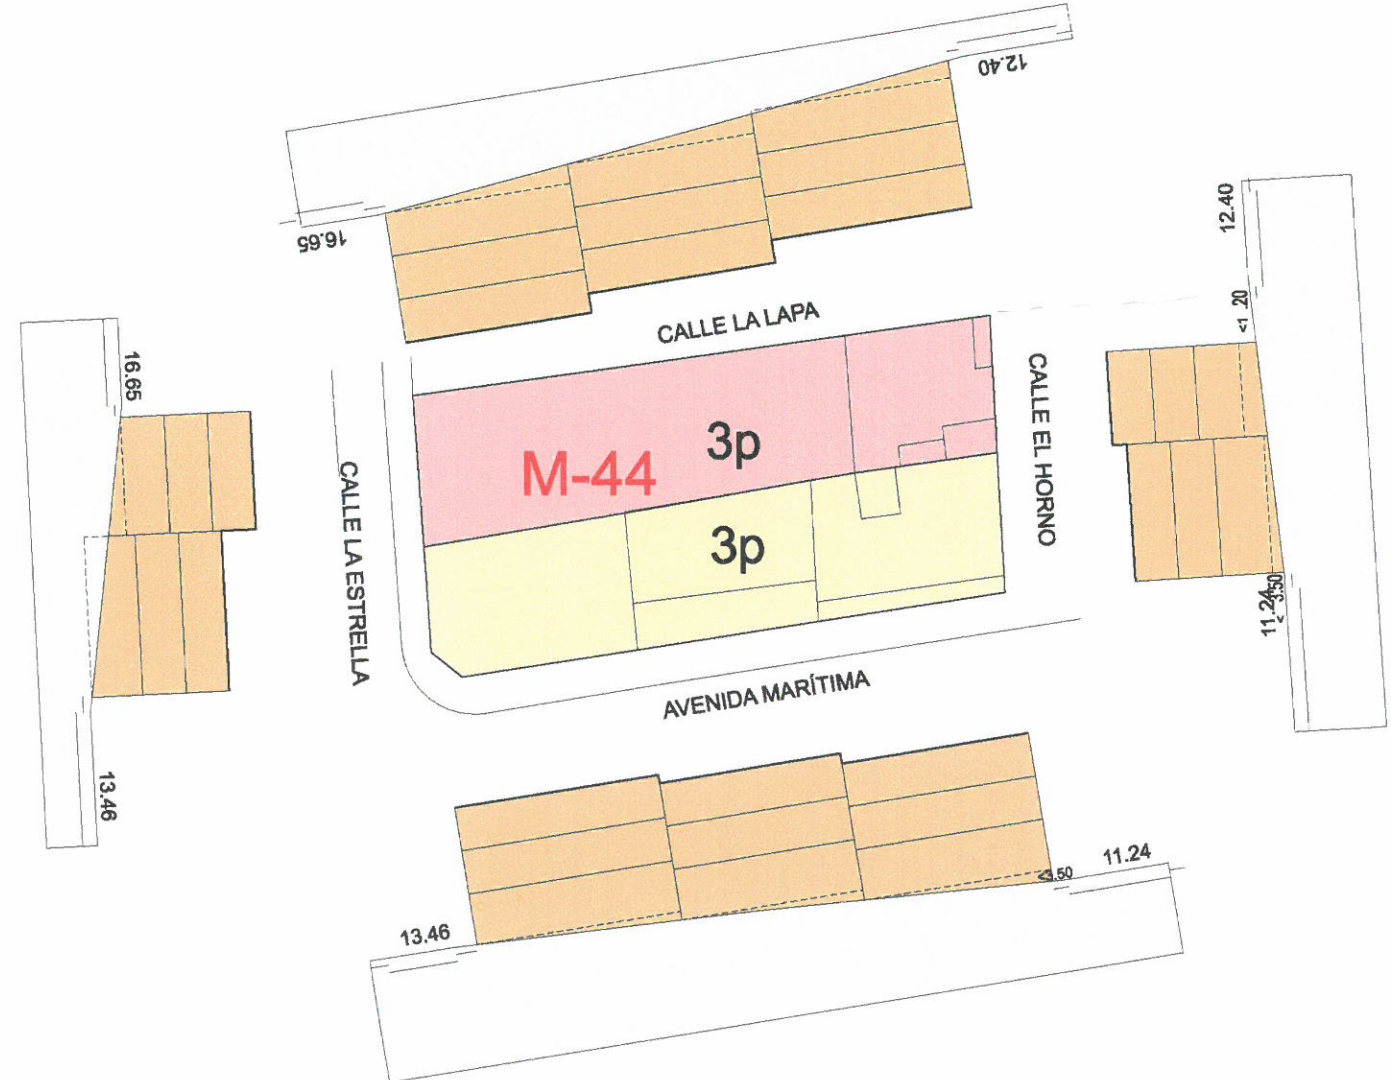 12.40
16.65
12.40
<1.20
CALLE LA LAPA
16.65
3p
M-44
CALLE EL HORNO
CALLE LA ESTRELLA
3p
11.24
<3.50
AVENIDA MARÍTIMA
13.46
11.24
<3.50
13.46